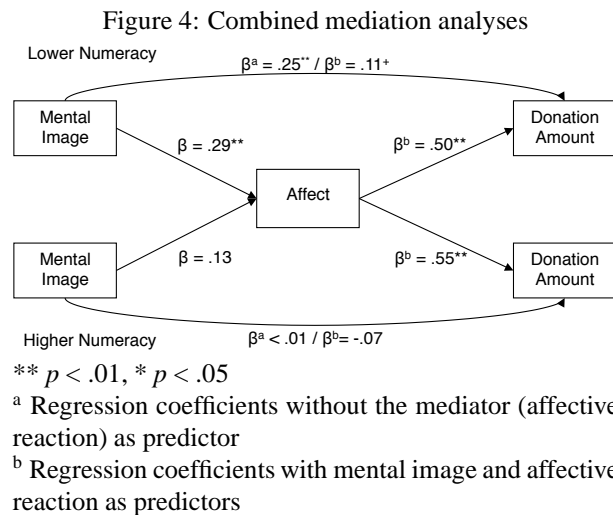 Figure 4: Combined mediation analyses
Lower Numeracy
βᵃ = .25** / βᵇ = .11⁺
Mental Image
Donation Amount
β = .29**
βᵇ = .50**
Affect
β = .13
βᵇ = .55**
Mental Image
Donation Amount
Higher Numeracy
βᵃ < .01 / βᵇ= -.07
** p < .01, * p < .05
ᵃ Regression coefficients without the mediator (affective
reaction) as predictor
ᵇ Regression coefficients with mental image and affective
reaction as predictors